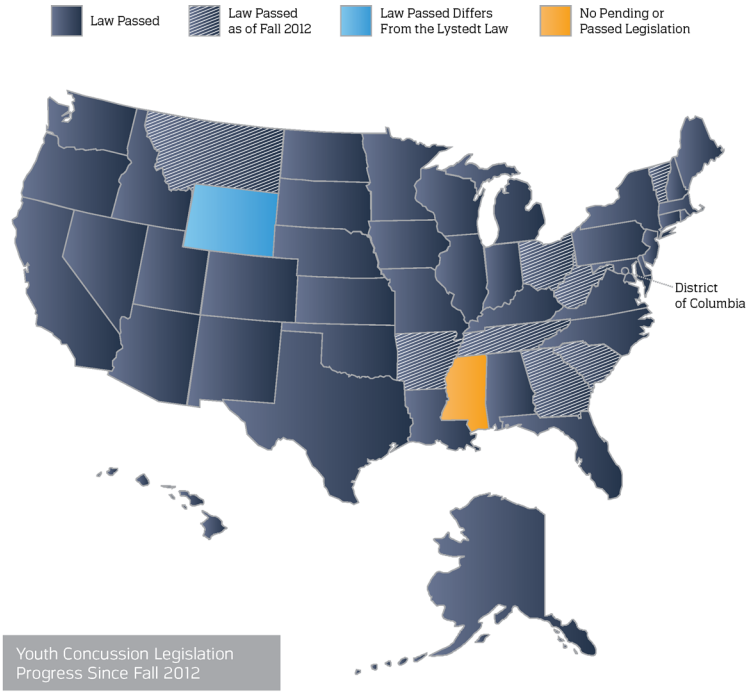 Law Passed
Law Passed
as of Fall 2012
Law Passed Differs
From the Lystedt Law
No Pending or
Passed Legislation
District
of Columbia
Youth Concussion Legislation
Progress Since Fall 2012